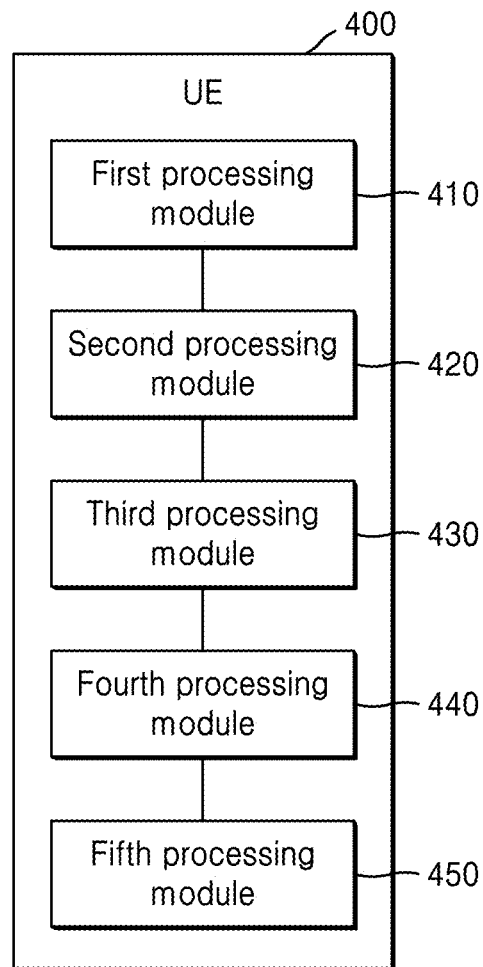 400
UE
First processing
module
410
Second processing
module
420
Third processing
module
430
Fourth processing
module
440
Fifth processing
module
450